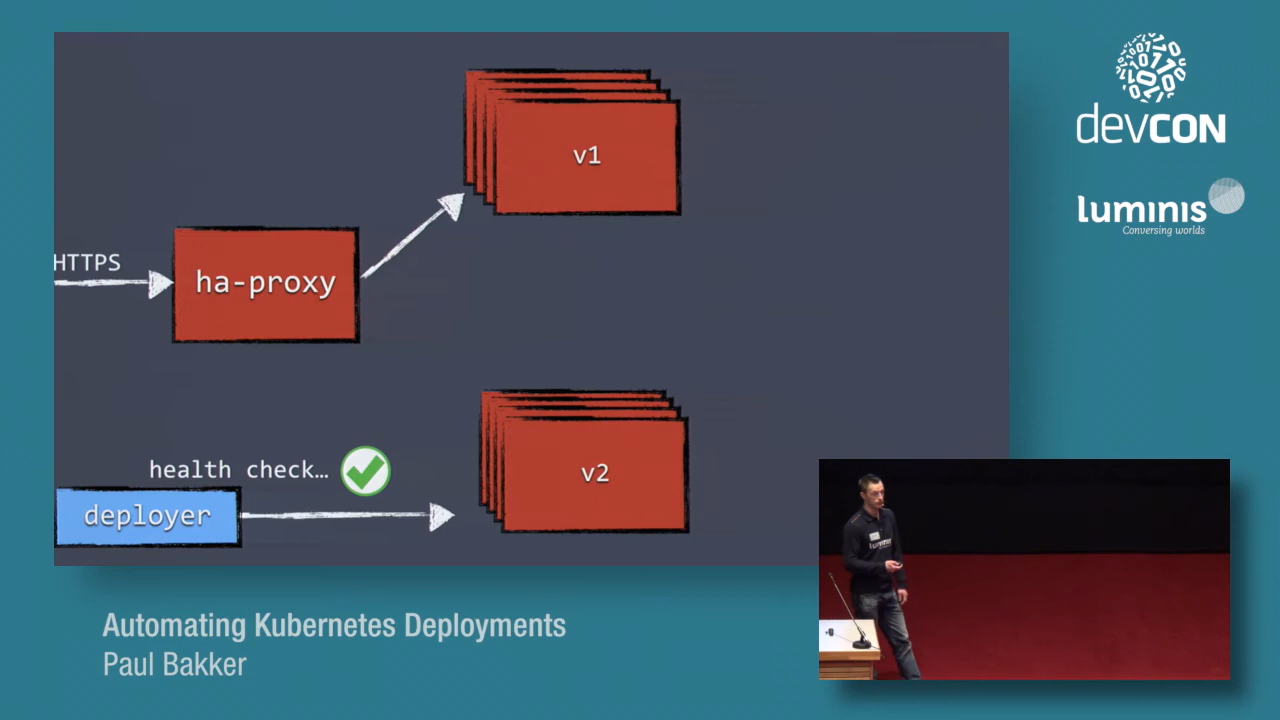 v1
HTTPS
ha-proxy
health check…
deployer
v2
devCON
luminis
Conversing worlds
Automating Kubernetes Deployments
Paul Bakker